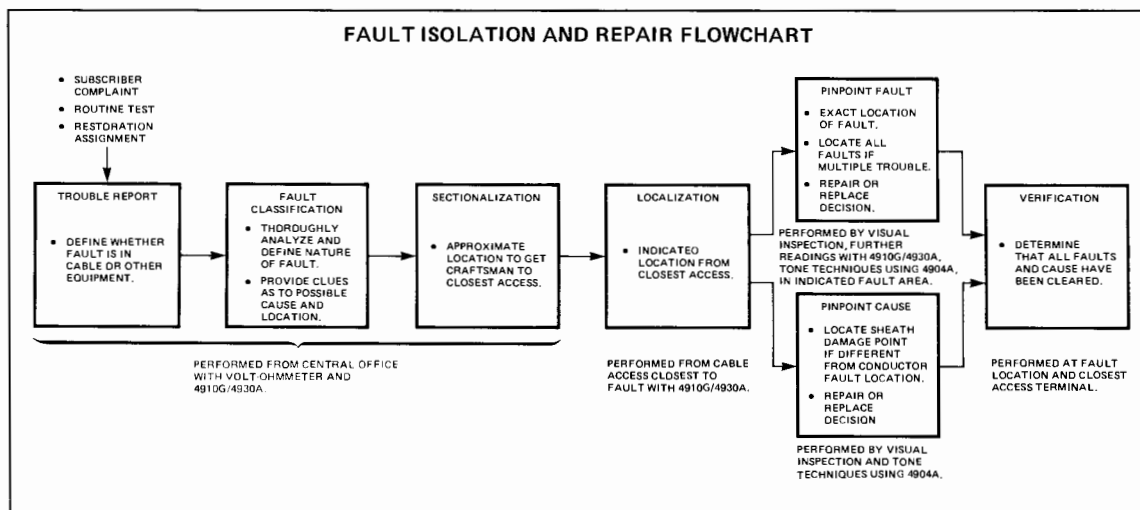 FAULT ISOLATION AND REPAIR FLOWCHART
• SUBSCRIBER
COMPLAINT
• ROUTINE TEST
• RESTORATION
ASSIGNMENT
TROUBLE REPORT
• DEFINE WHETHER
FAULT IS IN
CABLE OR OTHER
EQUIPMENT.
FAULT
CLASSIFICATION
• THOROUGHLY
ANALYZE AND
DEFINE NATURE
OF FAULT.
• PROVIDE CLUES
AS TO POSSIBLE
CAUSE AND
LOCATION.
SECTIONALIZATION
• APPROXIMATE
LOCATION TO GET
CRAFTSMAN TO
CLOSEST ACCESS.
PERFORMED FROM CENTRAL OFFICE
WITH VOLT-OHMMETER AND
4910G/4930A.
LOCALIZATION
• INDICATED
LOCATION FROM
CLOSEST ACCESS.
PERFORMED FROM CABLE
ACCESS CLOSEST TO
FAULT WITH 4910G/4930A.
PINPOINT FAULT
• EXACT LOCATION
OF FAULT.
• LOCATE ALL
FAULTS IF
MULTIPLE TROUBLE.
• REPAIR OR
REPLACE
DECISION.
PERFORMED BY VISUAL
INSPECTION, FURTHER
READINGS WITH 4910G/4930A,
TONE TECHNIQUES USING 4904A,
IN INDICATED FAULT AREA.
PINPOINT CAUSE
• LOCATE SHEATH
DAMAGE POINT
IF DIFFERENT
FROM CONDUCTOR
FAULT LOCATION.
• REPAIR OR
REPLACE
DECISION
PERFORMED BY VISUAL
INSPECTION AND TONE
TECHNIQUES USING 4904A.
VERIFICATION
• DETERMINE
THAT ALL FAULTS
AND CAUSE HAVE
BEEN CLEARED.
PERFORMED AT FAULT
LOCATION AND CLOSEST
ACCESS TERMINAL.